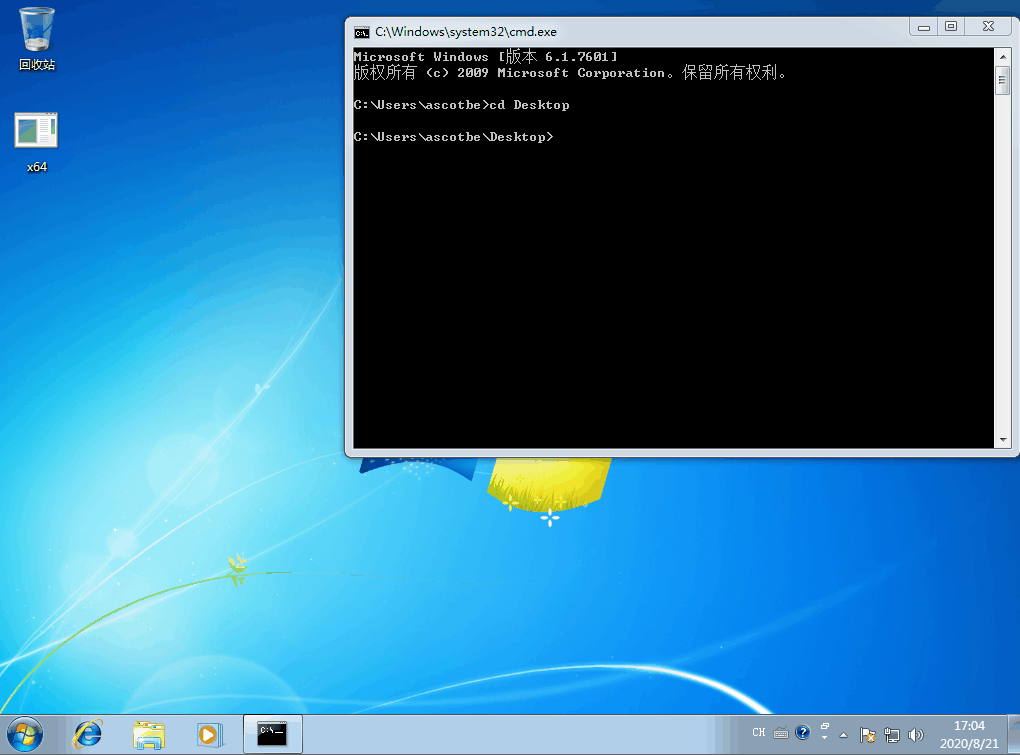 回收站
x64
C:\Windows\system32\cmd.exe
Microsoft Windows [版本 6.1.7601]
版权所有 (c) 2009 Microsoft Corporation。保留所有权利。
C:\Users\ascotbe>cd Desktop
C:\Users\ascotbe\Desktop>
CH
17:04
2020/8/21